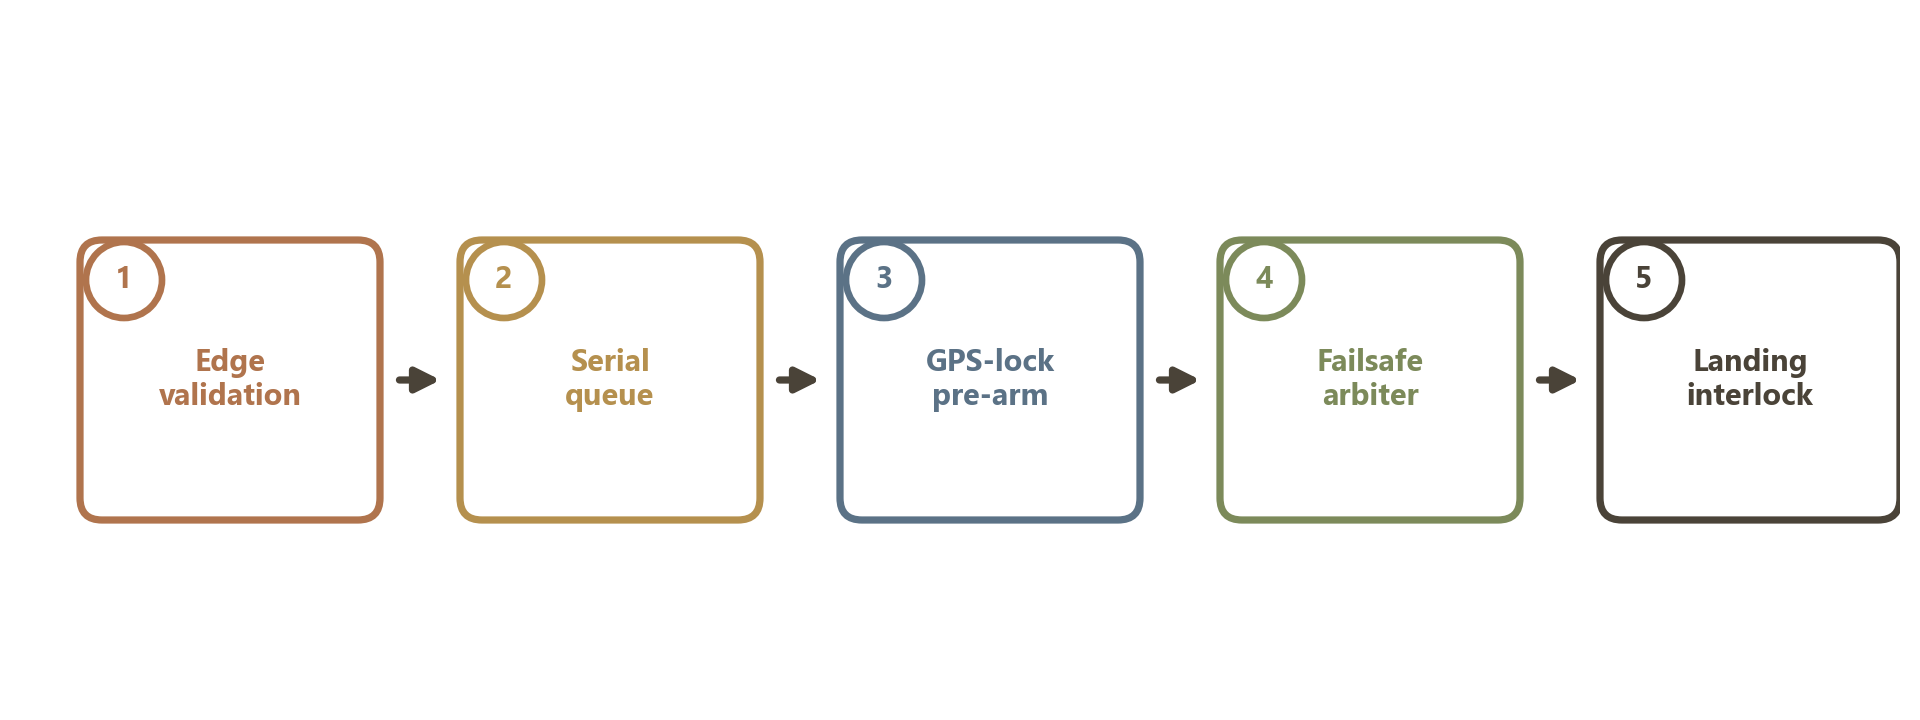 1
Edge
validation
2
Serial
queue
3
GPS-lock
pre-arm
4
Failsafe
arbiter
5
Landing
interlock